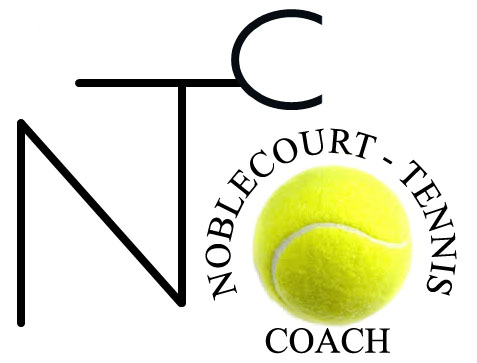 NTC
NOBLECOURT - TENNIS
COACH